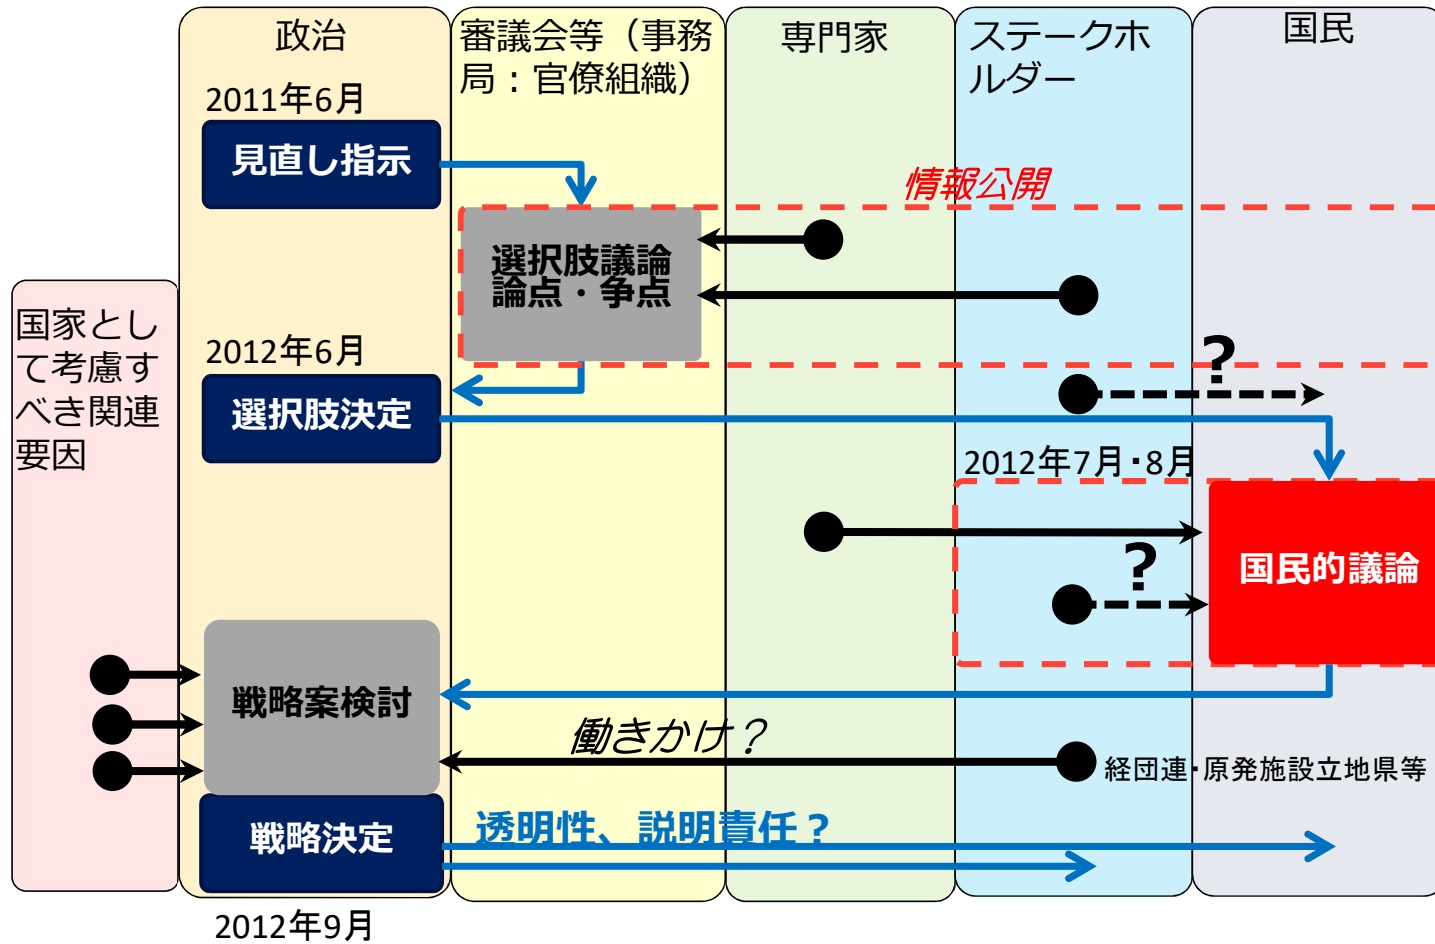 政治
審議会等（事務
局：官僚組織）
専門家
ステークホ
ルダー
国民
2011年6月
見直し指示
情報公開
選択肢議論
論点・争点
国家とし
て考慮す
べき関連
要因
2012年6月
選択肢決定
?
2012年7月・8月
国民的議論
?
戦略案検討
働きかけ？
経団連・原発施設立地県等
戦略決定
透明性、説明責任？
2012年9月